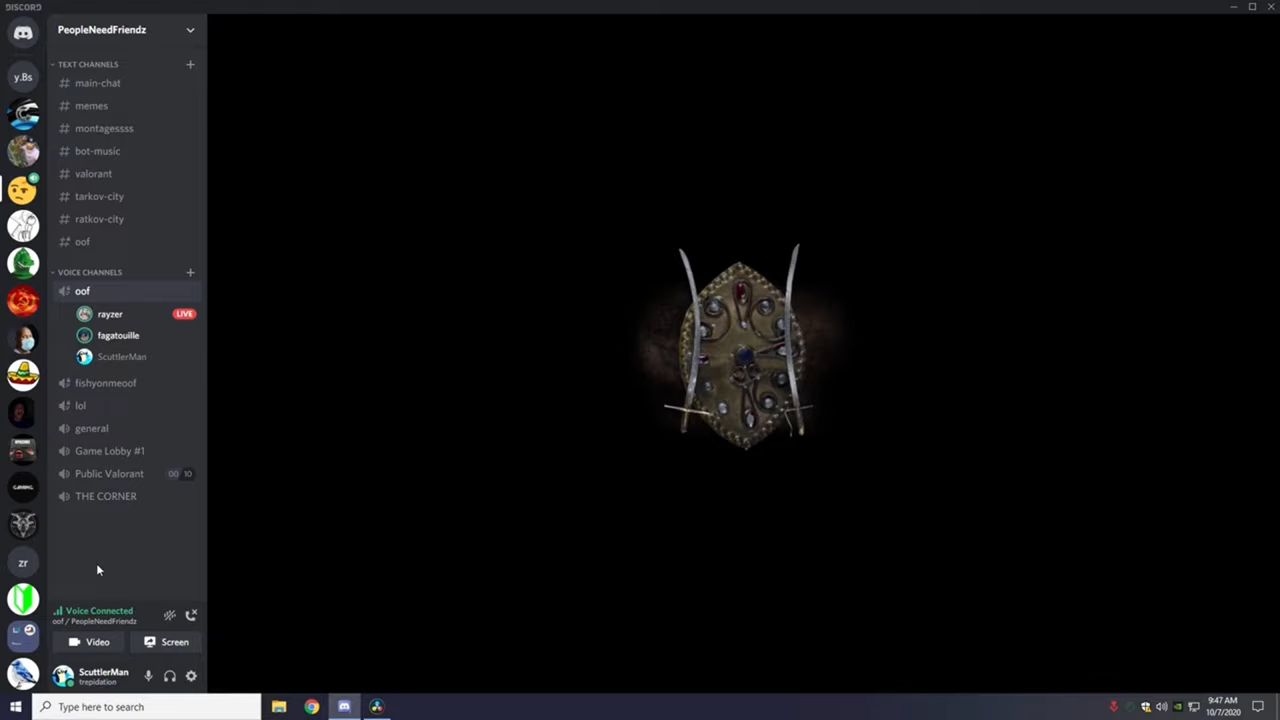 DISCORD
PeopleNeedFriendz
y.Bs
TEXT CHANNELS
main-chat
memes
montagessss
bot-music
valorant
tarkov-city
ratkov-city
oof
VOICE CHANNELS
oof
rayzer LIVE
fagatouille
ScuttlerMan
fishyonmeoof
lol
general
Game Lobby #1
Public Valorant 00 10
THE CORNER
GAMING
zr
Voice Connected
oof / PeopleNeedFriendz
Video Screen
ScuttlerMan
trepidation
Type here to search
9:47 AM
10/7/2020